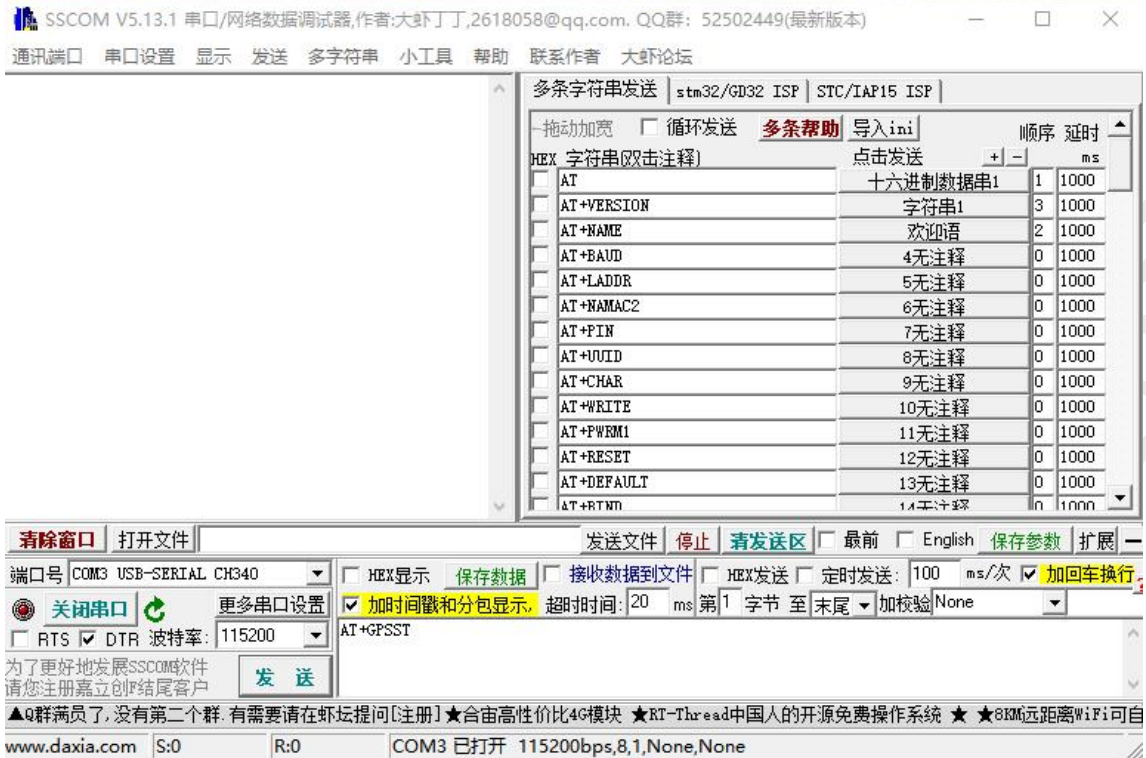 SSCOM V5.13.1 串口/网络数据调试器,作者:大虾丁丁,2618058@qq.com. QQ群: 52502449(最新版本)
通讯端口 串口设置 显示 发送 多字符串 小工具 帮助 联系作者 大虾论坛
多条字符串发送 stm32/GD32 ISP STC/IAP15 ISP
拖动加宽 循环发送 多条帮助 导入ini 顺序 延时
HEX 字符串(双击注释) 点击发送 + - ms
AT 十六进制数据串1 1 1000
AT+VERSION 字符串1 3 1000
AT+NAME 欢迎语 2 1000
AT+BAUD 4无注释 0 1000
AT+LADDR 5无注释 0 1000
AT+NAMAC2 6无注释 0 1000
AT+PIN 7无注释 0 1000
AT+UUID 8无注释 0 1000
AT+CHAR 9无注释 0 1000
AT+WRITE 10无注释 0 1000
AT+PWRM1 11无注释 0 1000
AT+RESET 12无注释 0 1000
AT+DEFAULT 13无注释 0 1000
AT+BIND 14无注释 0 1000
清除窗口 打开文件 发送文件 停止 清发送区 最前 English 保存参数 扩展 —
端口号 COM3 USB-SERIAL CH340 HEX显示 保存数据 接收数据到文件 HEX发送 定时发送: 100 ms/次 加回车换行
关闭串口 更多串口设置 加时间戳和分包显示, 超时时间: 20 ms 第1 字节 至 末尾 加校验 None
RTS DTR 波特率: 115200 AT+GPSST
为了更好地发展SSCOM软件
请您注册嘉立创F结尾客户 发 送
▲Q群满员了,没有第二个群.有需要请在虾坛提问[注册]★合宙高性价比4G模块 ★RT-Thread中国人的开源免费操作系统 ★ ★8KM远距离WiFi可自
www.daxia.com S:0 R:0 COM3 已打开 115200bps,8,1,None,None